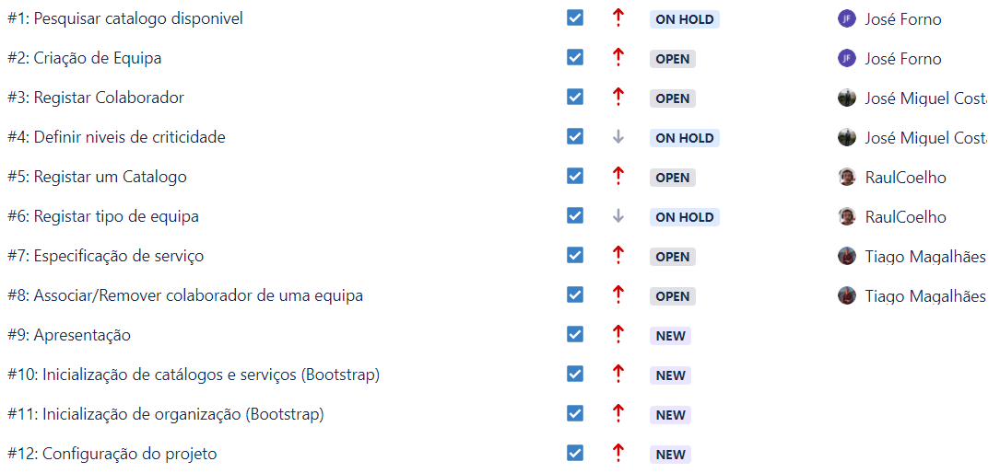 #1: Pesquisar catalogo disponivel ON HOLD JF José Forno
#2: Criação de Equipa OPEN JF José Forno
#3: Registar Colaborador OPEN José Miguel Costa
#4: Definir niveis de criticidade ON HOLD José Miguel Costa
#5: Registar um Catalogo OPEN RaulCoelho
#6: Registar tipo de equipa ON HOLD RaulCoelho
#7: Especificação de serviço OPEN Tiago Magalhães
#8: Associar/Remover colaborador de uma equipa OPEN Tiago Magalhães
#9: Apresentação NEW
#10: Inicialização de catálogos e serviços (Bootstrap) NEW
#11: Inicialização de organização (Bootstrap) NEW
#12: Configuração do projeto NEW